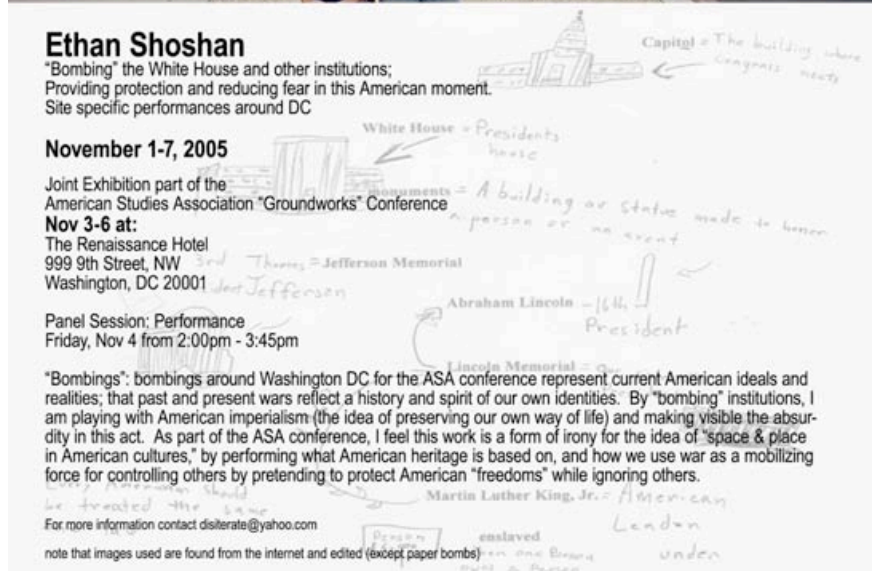 Ethan Shoshan
"Bombing" the White House and other institutions;
Providing protection and reducing fear in this American moment.
Site specific performances around DC
Capitol = The building where
Congress meets
White House = Presidents
house
November 1-7, 2005
Joint Exhibition part of the
American Studies Association "Groundworks" Conference
monuments = A building or statue made to honor
a person or an event
Nov 3-6 at:
The Renaissance Hotel
999 9th Street, NW
Washington, DC 20001
3rd Thomas = Jefferson Memorial
Jefferson
Abraham Lincoln - 16th
President
Panel Session: Performance
Friday, Nov 4 from 2:00pm - 3:45pm
Lincoln Memorial =
"Bombings": bombings around Washington DC for the ASA conference represent current American ideals and
realities; that past and present wars reflect a history and spirit of our own identities. By "bombing" institutions, I
am playing with American imperialism (the idea of preserving our own way of life) and making visible the absur-
dity in this act. As part of the ASA conference, I feel this work is a form of irony for the idea of "space & place
in American cultures," by performing what American heritage is based on, and how we use war as a mobilizing
force for controlling others by pretending to protect American "freedoms" while ignoring others.
Every American should
be treated the same
Martin Luther King, Jr. = American
under
For more information contact disiterate@yahoo.com
Person
enslaved
note that images used are found from the internet and edited (except paper bombs)